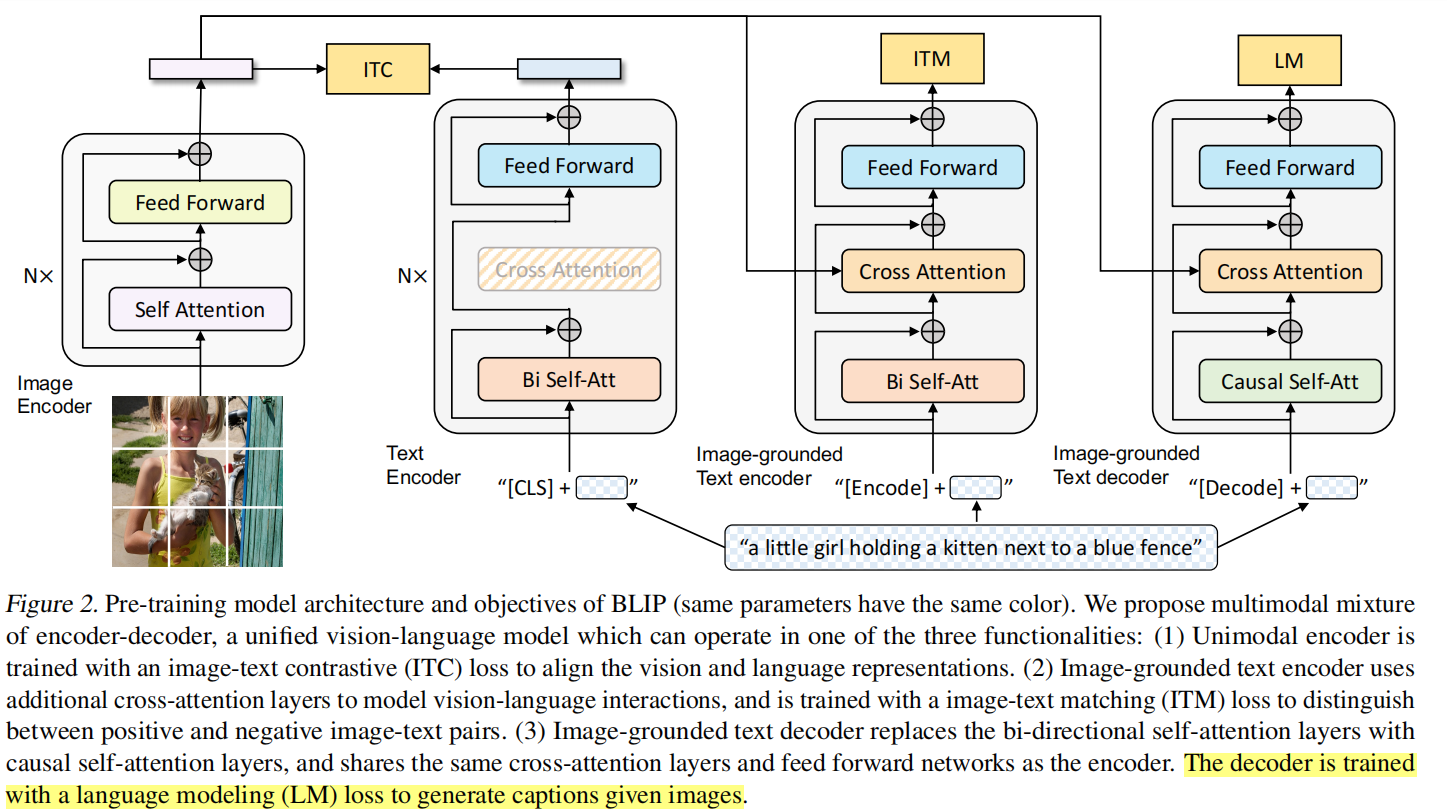 ITC
ITM
LM
Feed Forward
Feed Forward
Feed Forward
Feed Forward
N×
N×
Cross Attention
Cross Attention
Cross Attention
Self Attention
Bi Self-Att
Bi Self-Att
Causal Self-Att
Image
Encoder
Text
Encoder
Image-grounded
Text encoder
Image-grounded
Text decoder
“[CLS] + ”
“[Encode] + ”
“[Decode] + ”
“a little girl holding a kitten next to a blue fence”
Figure 2. Pre-training model architecture and objectives of BLIP (same parameters have the same color). We propose multimodal mixture
of encoder-decoder, a unified vision-language model which can operate in one of the three functionalities: (1) Unimodal encoder is
trained with an image-text contrastive (ITC) loss to align the vision and language representations. (2) Image-grounded text encoder uses
additional cross-attention layers to model vision-language interactions, and is trained with a image-text matching (ITM) loss to distinguish
between positive and negative image-text pairs. (3) Image-grounded text decoder replaces the bi-directional self-attention layers with
causal self-attention layers, and shares the same cross-attention layers and feed forward networks as the encoder. The decoder is trained
with a language modeling (LM) loss to generate captions given images.